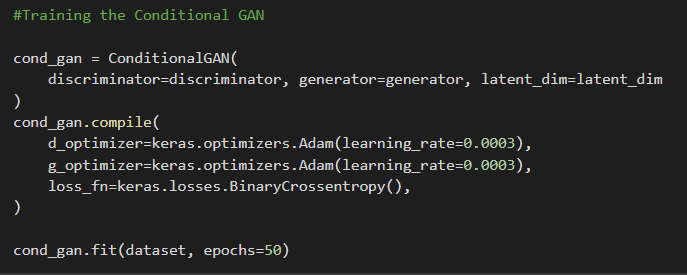 #Training the Conditional GAN
cond_gan = ConditionalGAN(
    discriminator=discriminator, generator=generator, latent_dim=latent_dim
)
cond_gan.compile(
    d_optimizer=keras.optimizers.Adam(learning_rate=0.0003),
    g_optimizer=keras.optimizers.Adam(learning_rate=0.0003),
    loss_fn=keras.losses.BinaryCrossentropy(),
)
cond_gan.fit(dataset, epochs=50)